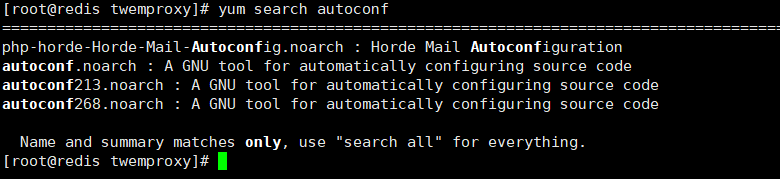 [root@redis twemproxy]# yum search autoconf
================================================================================
php-horde-Horde-Mail-Autoconfig.noarch : Horde Mail Autoconfiguration
autoconf.noarch : A GNU tool for automatically configuring source code
autoconf213.noarch : A GNU tool for automatically configuring source code
autoconf268.noarch : A GNU tool for automatically configuring source code
Name and summary matches only, use "search all" for everything.
[root@redis twemproxy]#